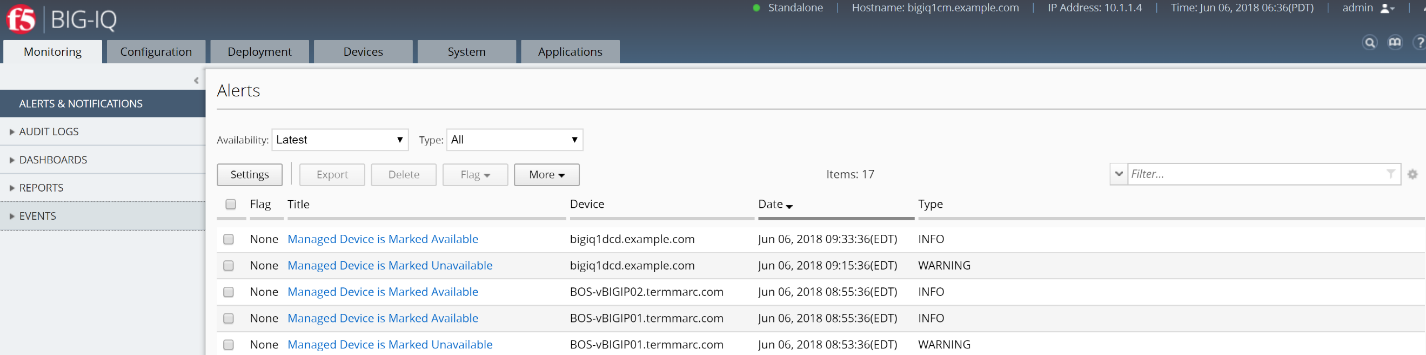 f5 BIG-IQ Standalone Hostname: bigiq1cm.example.com IP Address: 10.1.1.4 Time: Jun 06, 2018 06:36(PDT) admin
Monitoring Configuration Deployment Devices System Applications
ALERTS & NOTIFICATIONS
AUDIT LOGS
DASHBOARDS
REPORTS
EVENTS
Alerts
Availability: Latest Type: All
Settings Export Delete Flag More Items: 17 Filter...
Flag Title Device Date Type
None Managed Device is Marked Available bigiq1dcd.example.com Jun 06, 2018 09:33:36(EDT) INFO
None Managed Device is Marked Unavailable bigiq1dcd.example.com Jun 06, 2018 09:15:36(EDT) WARNING
None Managed Device is Marked Available BOS-vBIGIP02.termmarc.com Jun 06, 2018 08:55:36(EDT) INFO
None Managed Device is Marked Available BOS-vBIGIP01.termmarc.com Jun 06, 2018 08:55:36(EDT) INFO
None Managed Device is Marked Unavailable BOS-vBIGIP01.termmarc.com Jun 06, 2018 08:53:36(EDT) WARNING